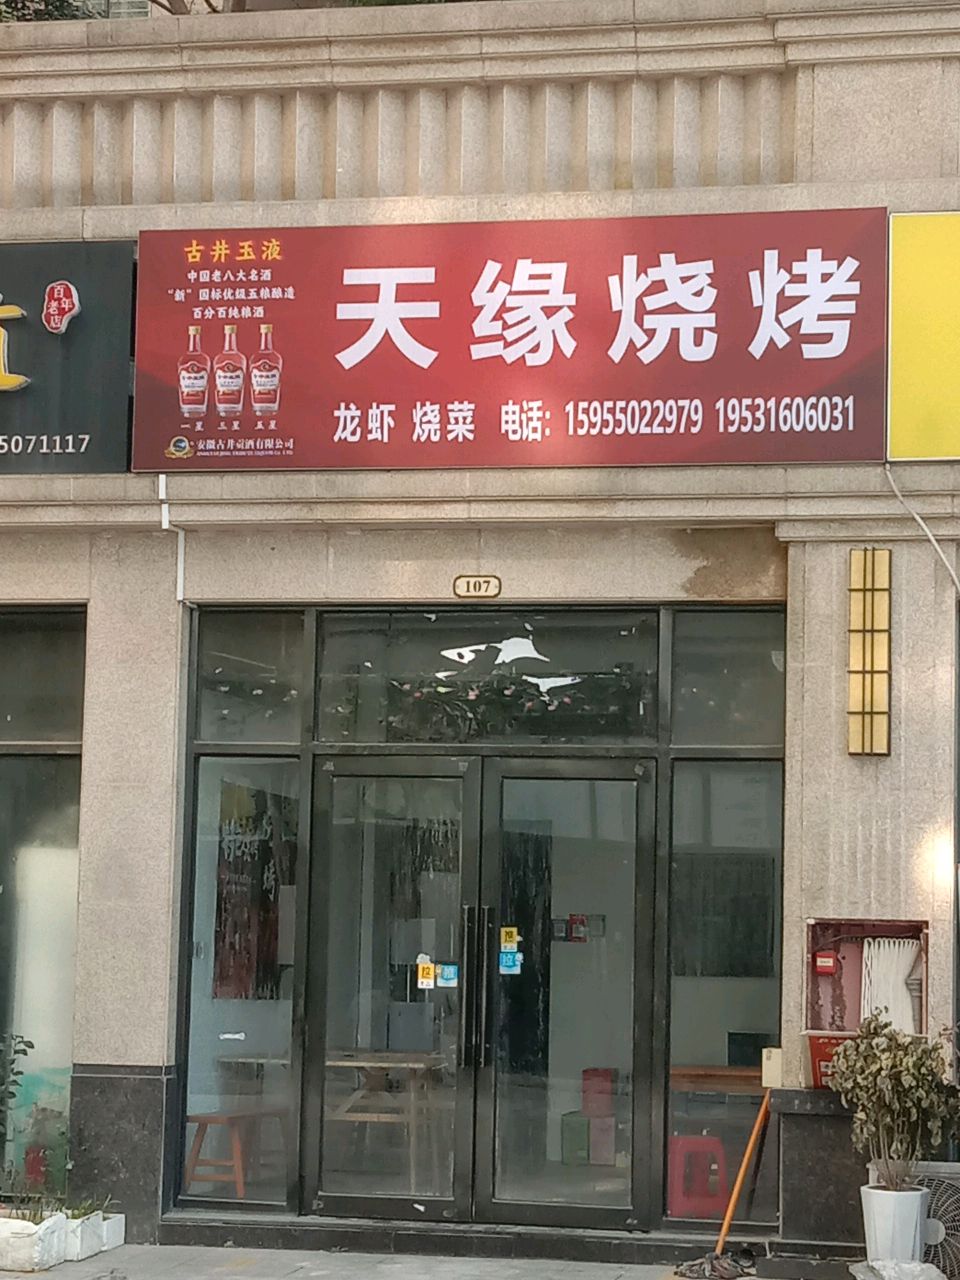 百年老店
5071117
古井玉液
中国老八大名酒
“新”国标优级五粮酿造
百分百纯粮酒
一星 三星 五星
安徽古井贡酒有限公司
天缘烧烤
龙虾 烧菜 电话：15955022979 19531606031
107
推
拉
拉
推